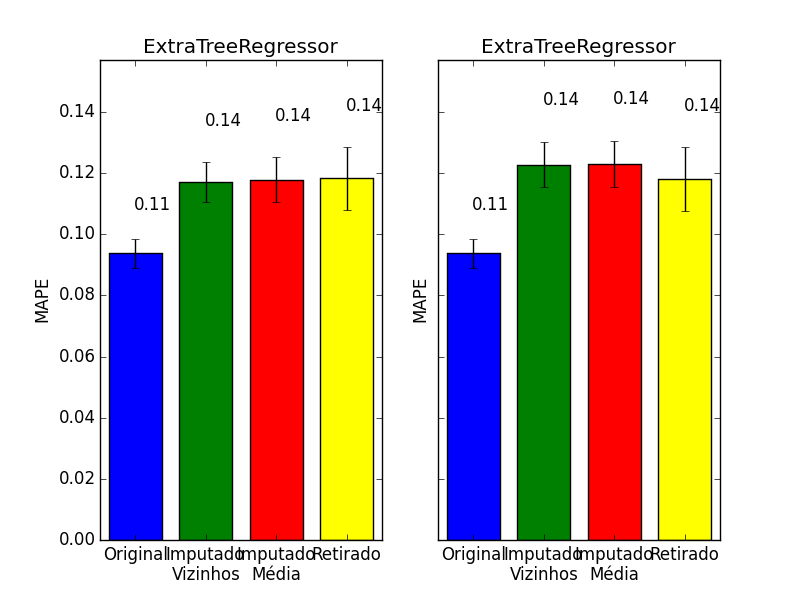 ExtraTreeRegressor
MAPE
0.14
0.12
0.10
0.08
0.06
0.04
0.02
0.00
0.11
0.14
0.14
0.14
Original
Imputado
Vizinhos
Imputado
Média
Retirado
ExtraTreeRegressor
MAPE
0.11
0.14
0.14
0.14
Original
Imputado
Vizinhos
Imputado
Média
Retirado